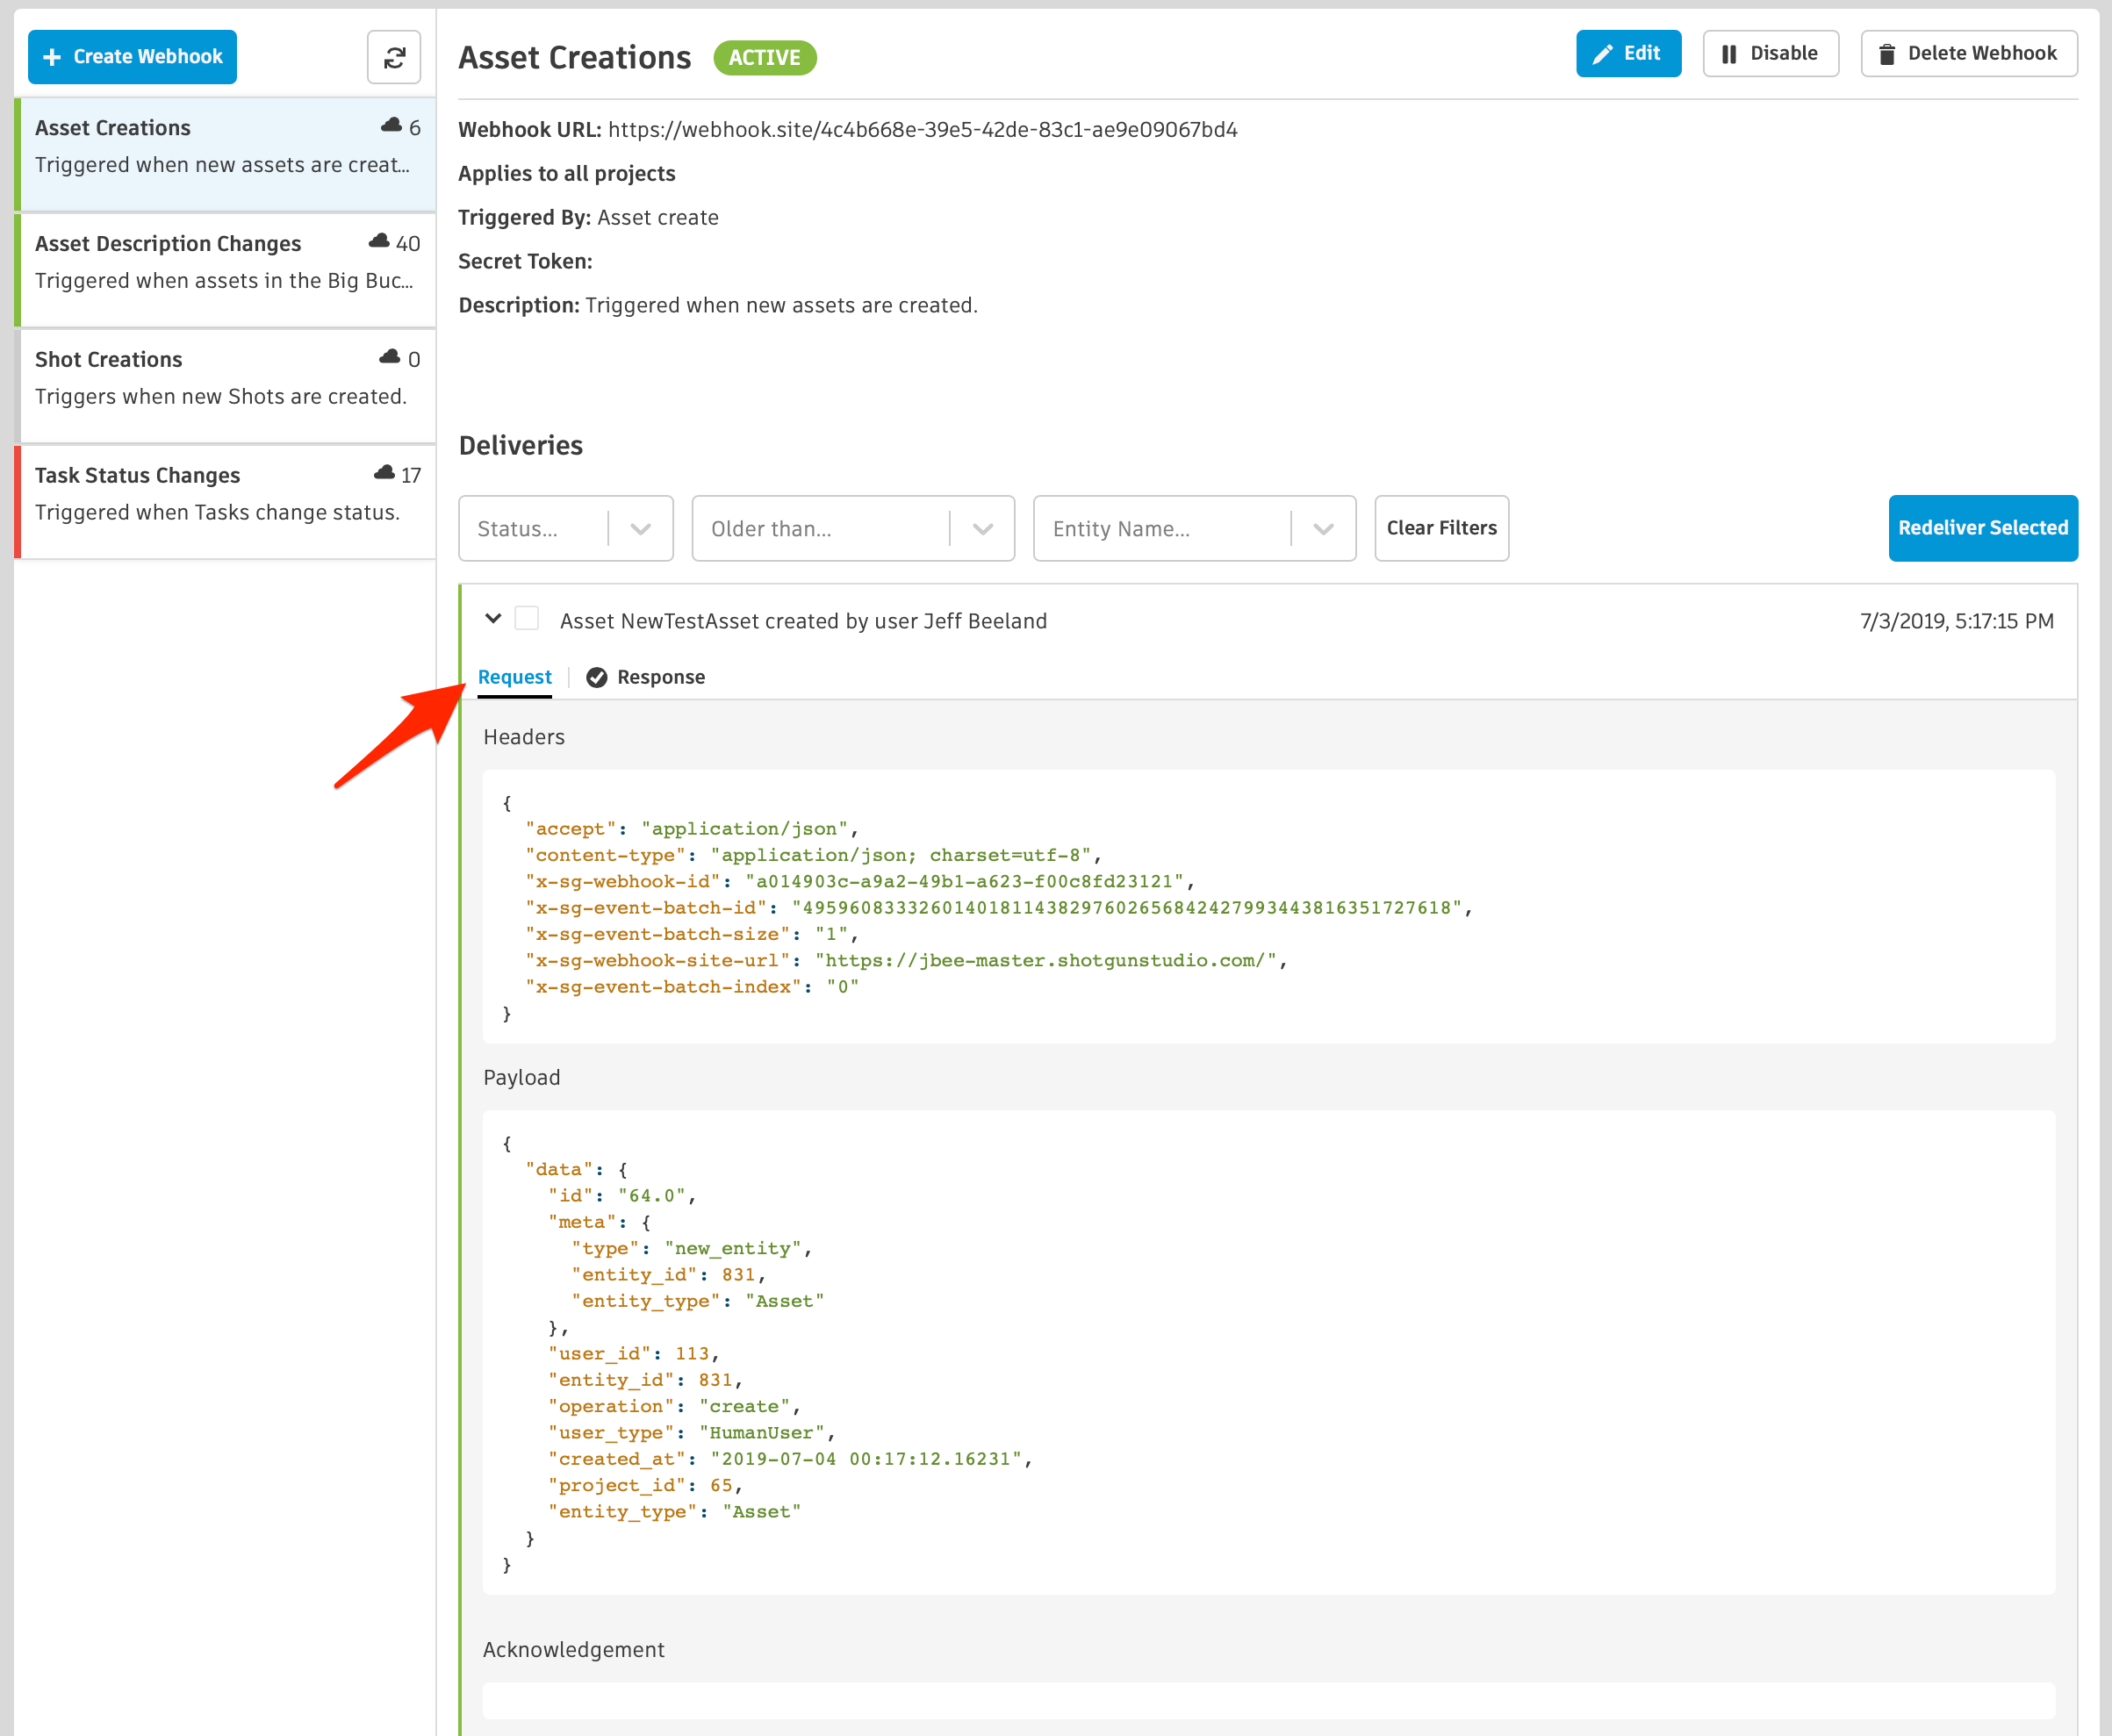 Create Webhook
Asset Creations 6
Triggered when new assets are creat...
Asset Description Changes 40
Triggered when assets in the Big Buc...
Shot Creations 0
Triggers when new Shots are created.
Task Status Changes 17
Triggered when Tasks change status.
Asset Creations ACTIVE Edit Disable Delete Webhook
Webhook URL: https://webhook.site/4c4b668e-39e5-42de-83c1-ae9e09067bd4
Applies to all projects
Triggered By: Asset create
Secret Token:
Description: Triggered when new assets are created.
Deliveries
Status... Older than... Entity Name... Clear Filters Redeliver Selected
Asset NewTestAsset created by user Jeff Beeland 7/3/2019, 5:17:15 PM
Request Response
Headers
{
"accept": "application/json",
"content-type": "application/json; charset=utf-8",
"x-sg-webhook-id": "a014903c-a9a2-49b1-a623-f00c8fd23121",
"x-sg-event-batch-id": "49596083332601401811438297602656842427993443816351727618",
"x-sg-event-batch-size": "1",
"x-sg-webhook-site-url": "https://jbee-master.shotgunstudio.com/",
"x-sg-event-batch-index": "0"
}
Payload
{
"data": {
"id": "64.0",
"meta": {
"type": "new_entity",
"entity_id": 831,
"entity_type": "Asset"
},
"user_id": 113,
"entity_id": 831,
"operation": "create",
"user_type": "HumanUser",
"created_at": "2019-07-04 00:17:12.16231",
"project_id": 65,
"entity_type": "Asset"
}
}
Acknowledgement